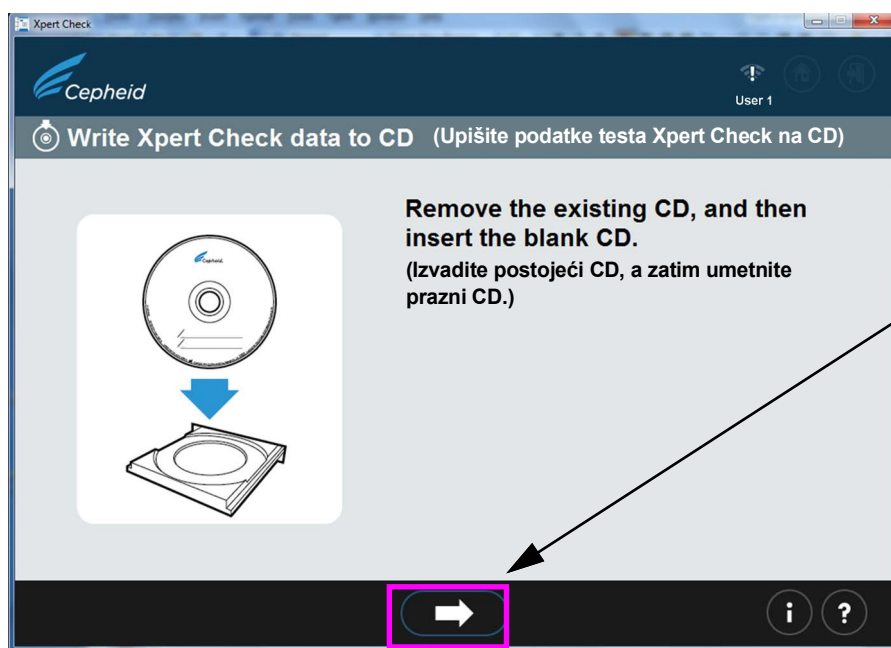 Xpert Check
Cepheid
User 1
Write Xpert Check data to CD (Upišite podatke testa Xpert Check na CD)
Remove the existing CD, and then
insert the blank CD.
(Izvadite postojeći CD, a zatim umetnite
prazni CD.)
Cepheid
i ?